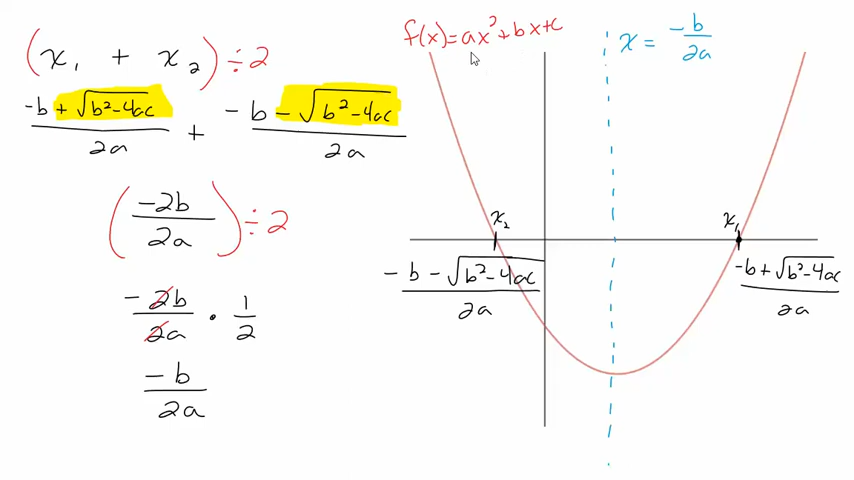 (x₁ + x₂) ÷ 2
(-b + √(b² - 4ac))/2a + (-b - √(b² - 4ac))/2a
(-2b/2a) ÷ 2
-2b/2a · 1/2
-b/2a
f(x) = ax² + bx + c
x = -b/2a
x₂
x₁
(-b - √(b² - 4ac))/2a
(-b + √(b² - 4ac))/2a